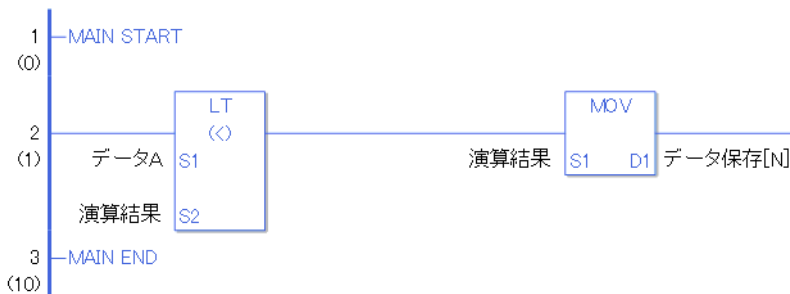 1 MAIN START
(0)
LT MOV
2 (<)
(1) データA S1 演算結果 S1 D1 データ保存[N]
演算結果 S2
3 MAIN END
(10)